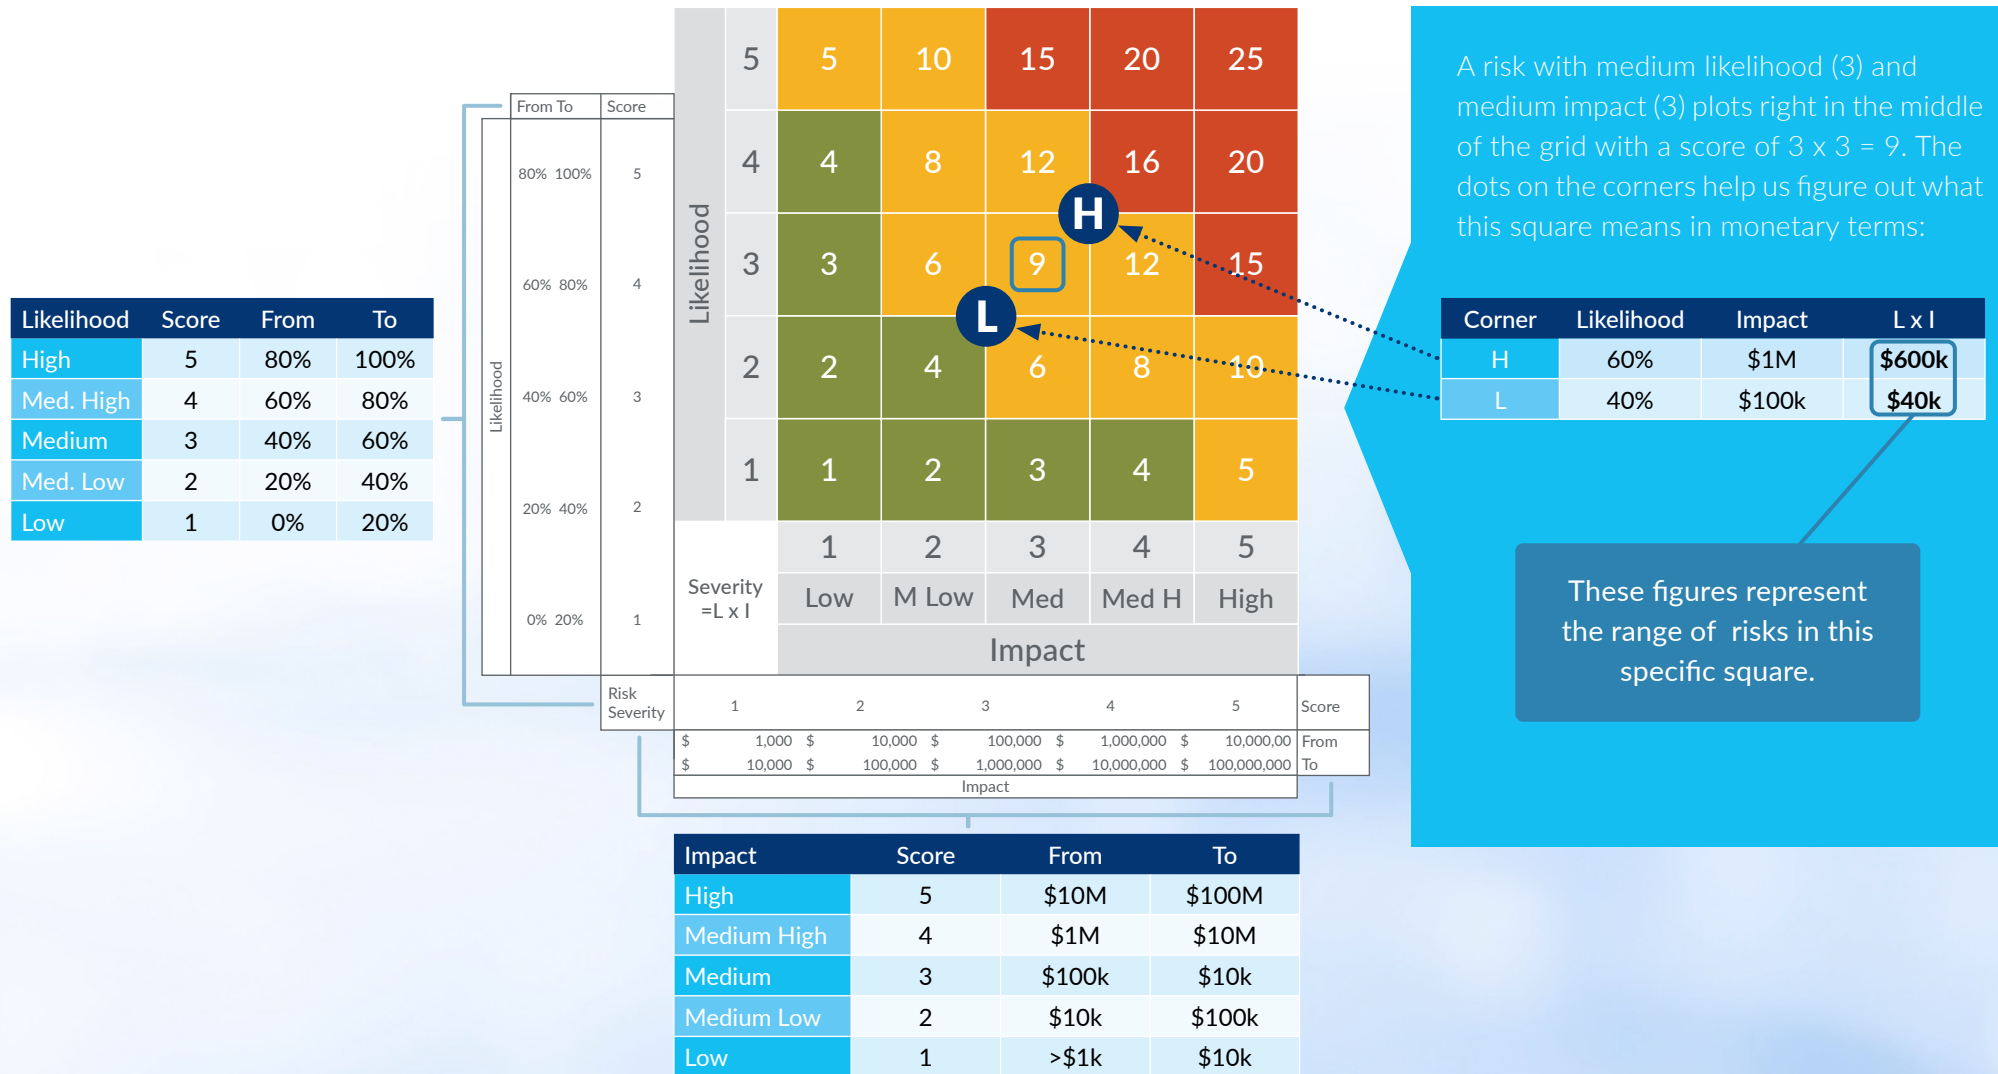 A risk with medium likelihood (3) and
medium impact (3) plots right in the middle
of the grid with a score of 3 x 3 = 9. The
dots on the corners help us figure out what
this square means in monetary terms:
Corner Likelihood Impact L x I
H 60% $1M $600k
L 40% $100k $40k
These figures represent
the range of risks in this
specific square.
Likelihood Score From To
High 5 80% 100%
Med. High 4 60% 80%
Medium 3 40% 60%
Med. Low 2 20% 40%
Low 1 0% 20%
From To Score
Likelihood
80% 100% 5
60% 80% 4
40% 60% 3
20% 40% 2
0% 20% 1
Likelihood
5 5 10 15 20 25
4 4 8 12 16 20
H
3 3 6 9 12 15
L
2 2 4 6 8 10
1 1 2 3 4 5
Severity
=L x I
1 2 3 4 5
Low M Low Med Med H High
Impact
Risk
Severity
1 2 3 4 5 Score
$ 1,000 $ 10,000 $ 100,000 $ 1,000,000 $ 10,000,00 From
$ 10,000 $ 100,000 $ 1,000,000 $ 10,000,000 $ 100,000,000 To
Impact
Impact Score From To
High 5 $10M $100M
Medium High 4 $1M $10M
Medium 3 $100k $10k
Medium Low 2 $10k $100k
Low 1 >$1k $10k